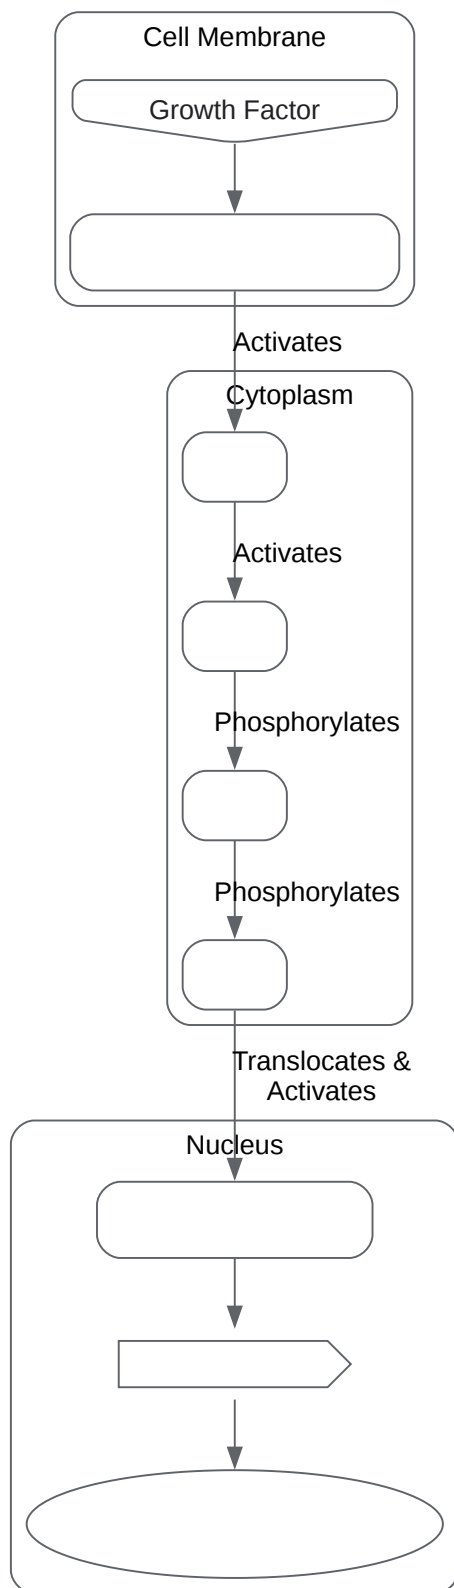 Cell Membrane
Growth Factor
Activates
Cytoplasm
Activates
Phosphorylates
Phosphorylates
Translocates &
Activates
Nucleus